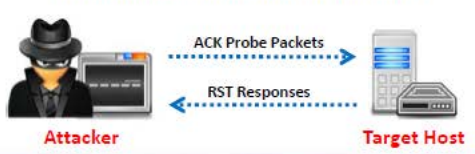 ACK Probe Packets
RST Responses
Attacker
Target Host